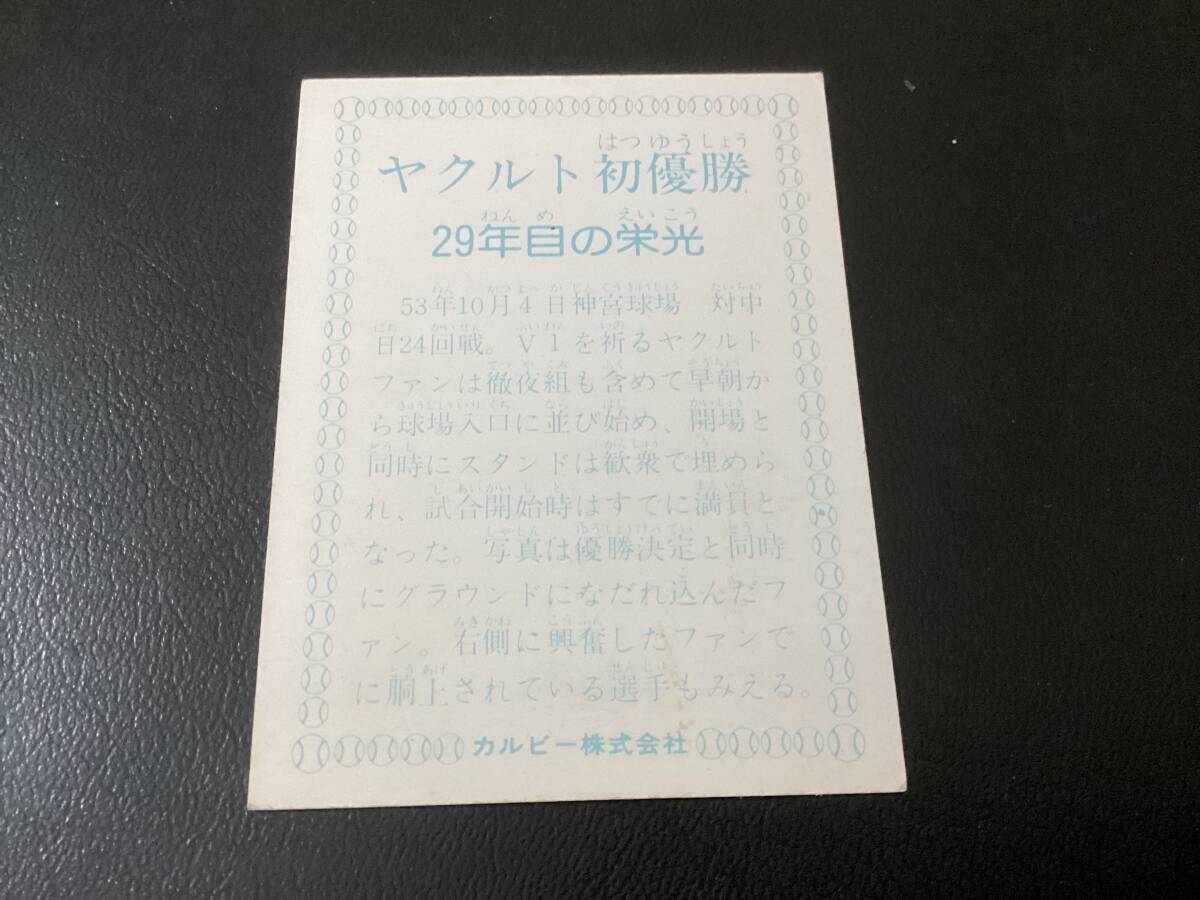 はつ ゆう しょう
ヤクルト初優勝
ねん め えい こう
29年目の栄光
53年10月4日神宮球場 対中
日24回戦。V1を祈るヤクルト
ファンは徹夜組も含めて早朝か
ら球場入口に並び始め、開場と
同時にスタンドは歓衆で埋めら
れ、試合開始時はすでに満員と
なった。写真は優勝決定と同時
にグラウンドになだれ込んだフ
ァン。右側に興奮したファンで
に胴上されている選手もみえる。
カルビー株式会社